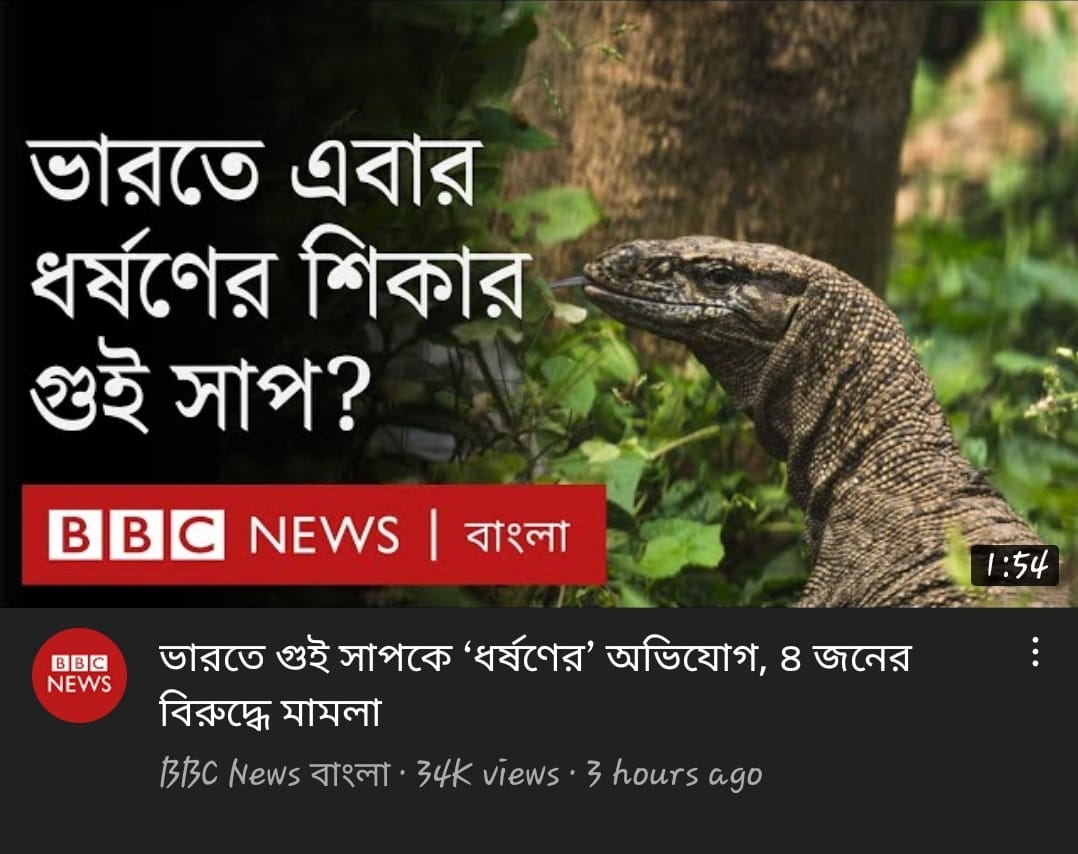 ভারতে এবার
ধর্ষণের শিকার
গুই সাপ?
BBC NEWS | বাংলা
1:54
BBC
NEWS
ভারতে গুই সাপকে ‘ধর্ষণের’ অভিযোগ, ৪ জনের
বিরুদ্ধে মামলা
BBC News বাংলা · 34K views · 3 hours ago